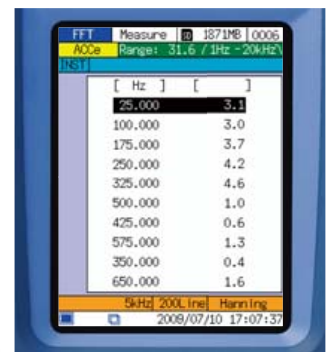 FFT Measure SD 1871MB 0006
ACCe Range: 31.6 / 1Hz - 20kHz
INST
[ Hz ] [ ]
25.000 3.1
100.000 3.0
175.000 3.7
250.000 4.2
325.000 4.6
500.000 1.0
425.000 0.6
575.000 1.3
350.000 0.4
650.000 1.6
5kHz 200Line Hanning
2009/07/10 17:07:37